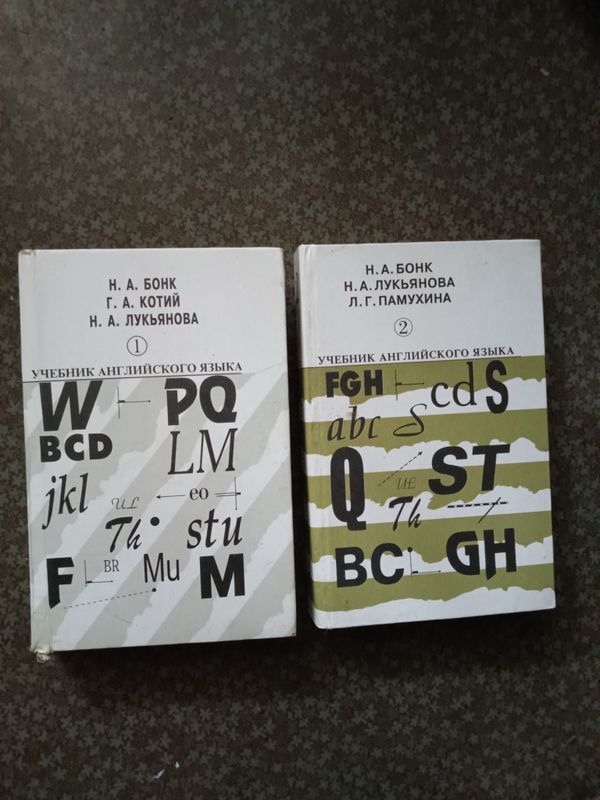 Н. А. БОНК
Г. А. КОТИЙ
Н. А. ЛУКЬЯНОВА
1
УЧЕБНИК АНГЛИЙСКОГО ЯЗЫКА
W PQ
BCD
LM
jkl
UL eo
Th stu
F BR Mu M
Н. А. БОНК
Н. А. ЛУКЬЯНОВА
Л. Г. ПАМУХИНА
2
УЧЕБНИК АНГЛИЙСКОГО ЯЗЫКА
FGH cd S
abc S
Q UL ST
Th
BC GH